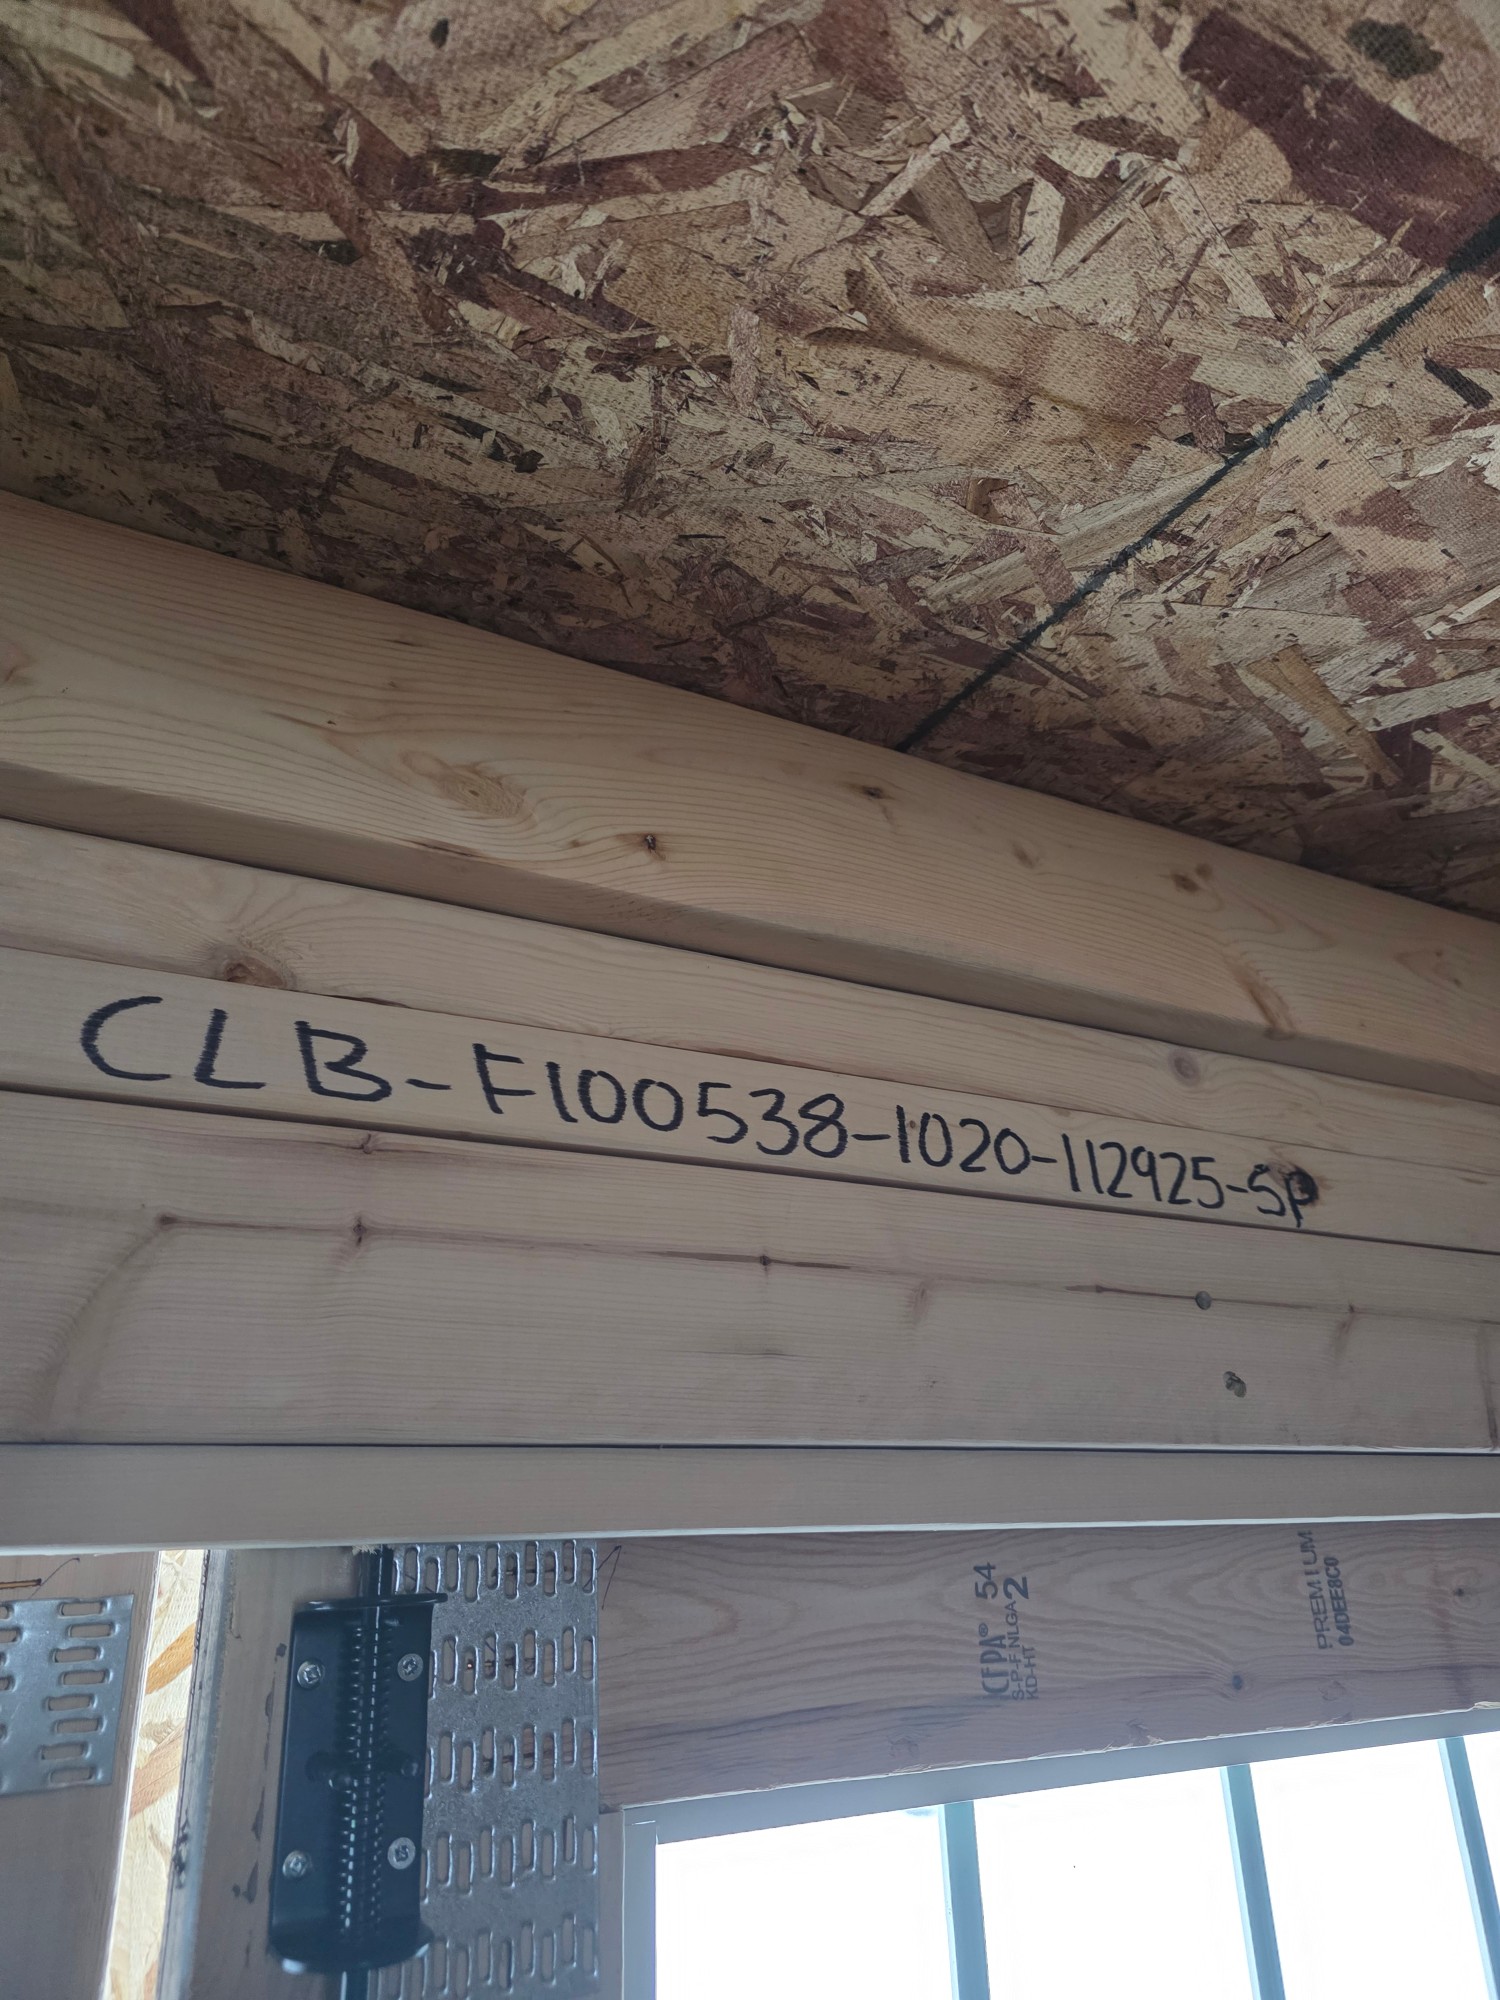 CLB-F100538-1020-112925-SP
CFPA® 54
S-P-F NLGA 2
KD-HT
PREMIUM
04DEE8C0